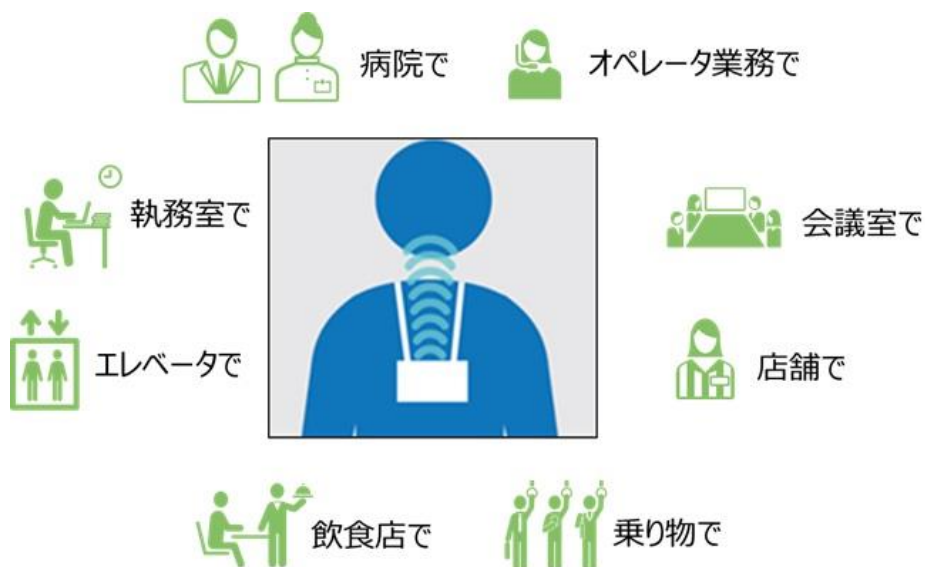 病院で
オペレータ業務で
執務室で
会議室で
エレベータで
店舗で
飲食店で
乗り物で